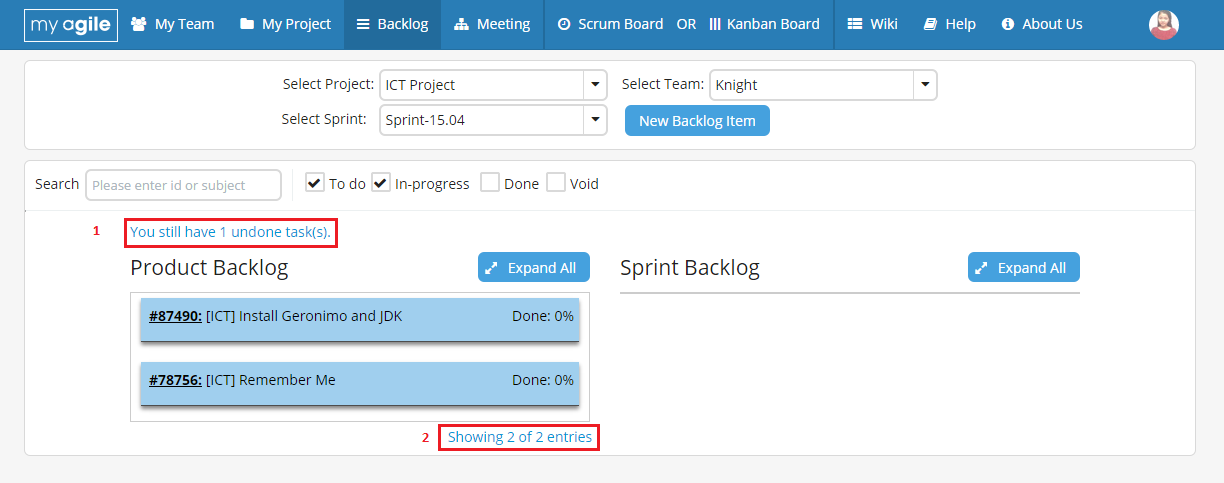 my agile My Team My Project Backlog Meeting Scrum Board OR Kanban Board Wiki Help About Us
Select Project: ICT Project Select Team: Knight
Select Sprint: Sprint-15.04 New Backlog Item
Search Please enter id or subject To do In-progress Done Void
1 You still have 1 undone task(s).
Product Backlog Expand All Sprint Backlog Expand All
#87490: [ICT] Install Geronimo and JDK Done: 0%
#78756: [ICT] Remember Me Done: 0%
2 Showing 2 of 2 entries